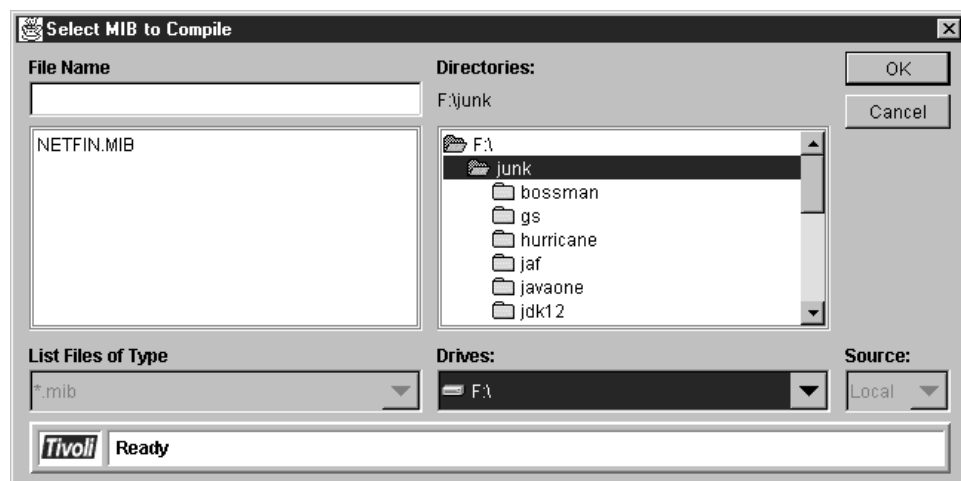 Select MIB to Compile
File Name
Directories:
OK
F:\junk
Cancel
NETFIN.MIB
F:\
junk
bossman
gs
hurricane
jaf
javaone
jdk12
List Files of Type
Drives:
Source:
*.mib
F:\
Local
Tivoli
Ready